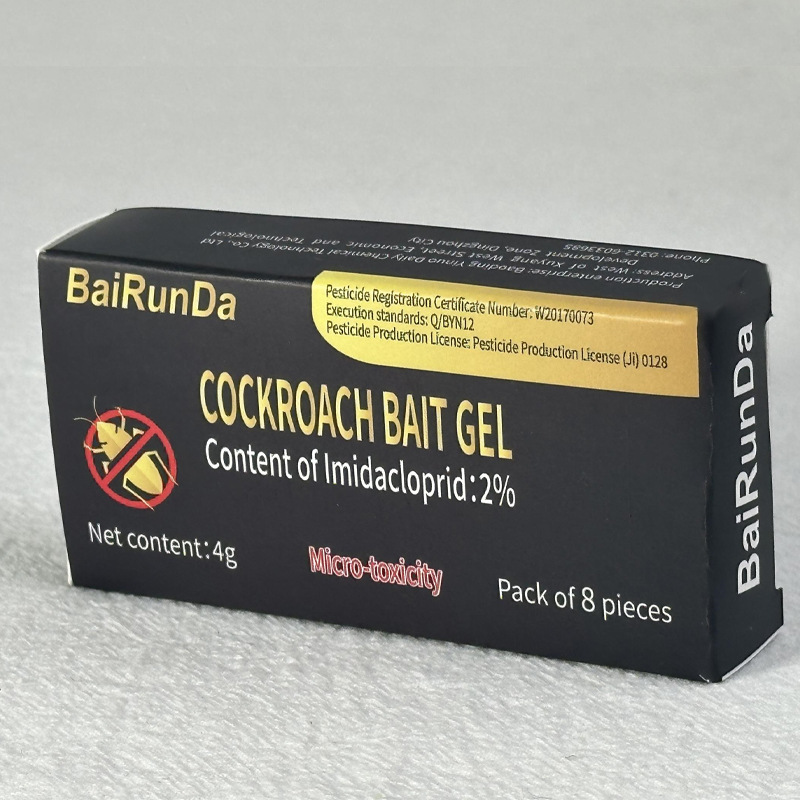 Production enterprise: Baoding Yinuo Daily Chemical Technology Co., Ltd
Address: West of Xuyang West Street, Economic and Technological
Development Zone, Dingzhou City
Phone: 0312-6033685
BaiRunDa
Pesticide Registration Certificate Number: W20170073
Execution standards: Q/BYN12
Pesticide Production License: Pesticide Production License (Ji) 0128
COCKROACH BAIT GEL
Content of Imidacloprid:2%
Net content:4g
Micro-toxicity
Pack of 8 pieces
BaiRunDa